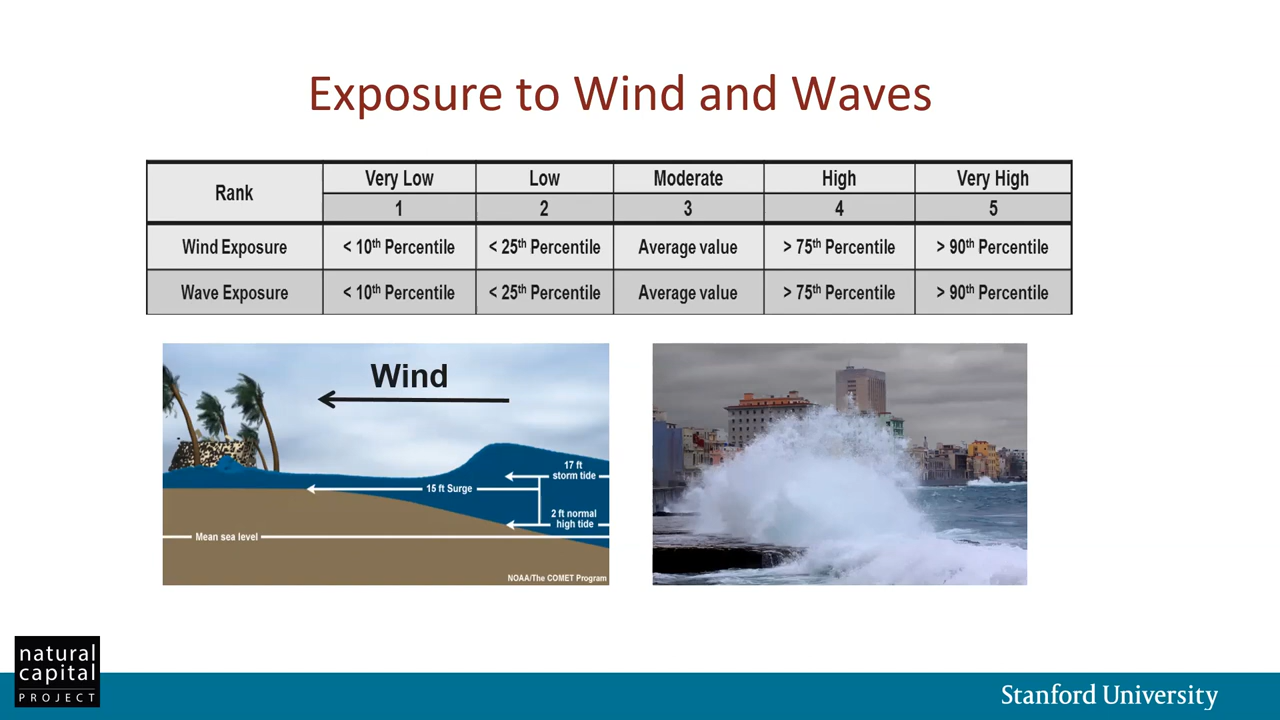 Exposure to Wind and Waves
Rank Very Low Low Moderate High Very High
1 2 3 4 5
Wind Exposure < 10th Percentile < 25th Percentile Average value > 75th Percentile > 90th Percentile
Wave Exposure < 10th Percentile < 25th Percentile Average value > 75th Percentile > 90th Percentile
Wind
17 ft
storm tide
15 ft Surge
2 ft normal
high tide
Mean sea level
NOAA/The COMET Program
natural
capital
PROJECT
Stanford University